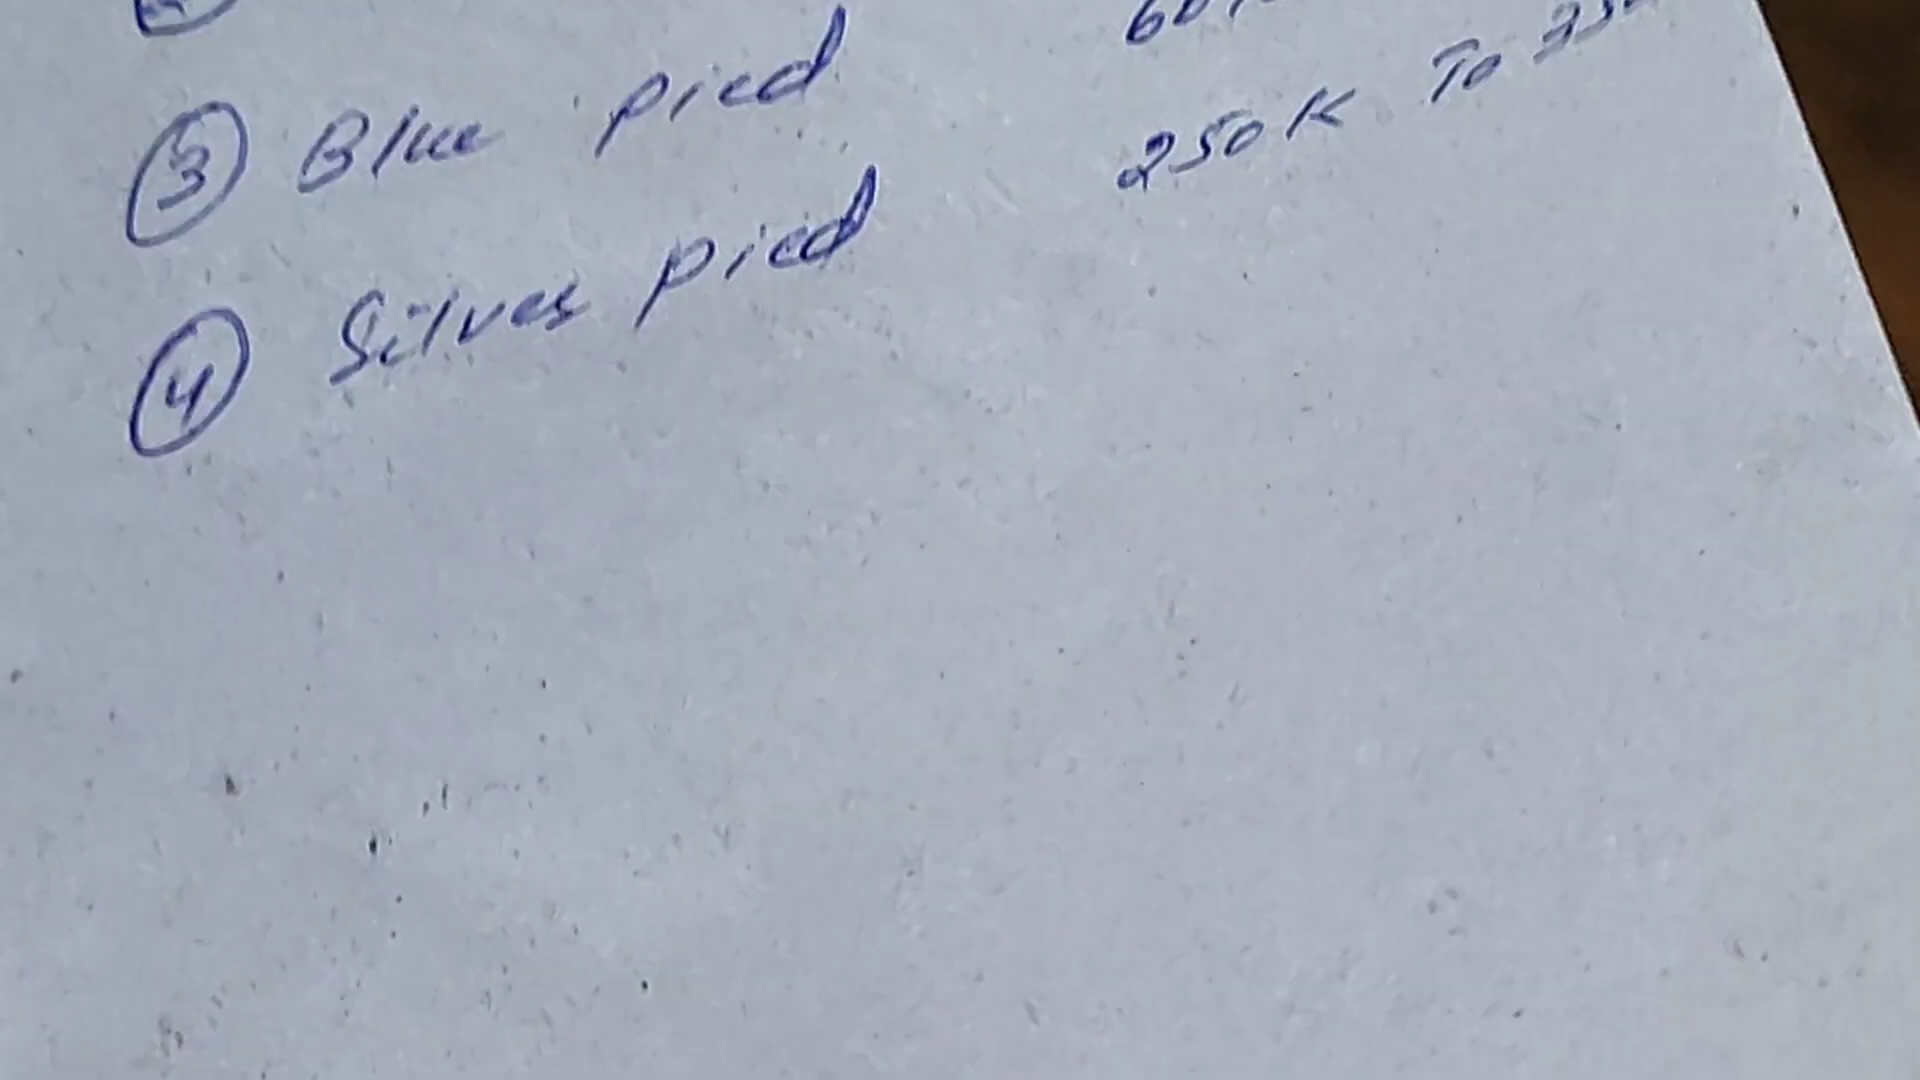 ③ Blue pied
250K To
④ Silver pied